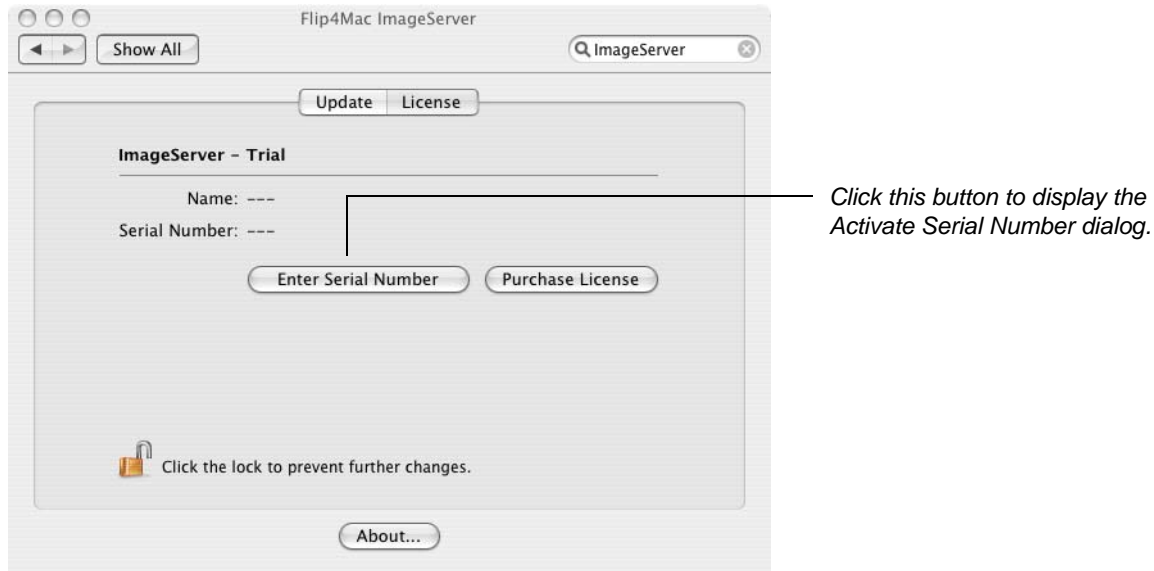 Flip4Mac ImageServer
Show All
ImageServer
Update License
ImageServer – Trial
Name: ---
Click this button to display the
Serial Number: ---
Activate Serial Number dialog.
Enter Serial Number Purchase License
Click the lock to prevent further changes.
About...